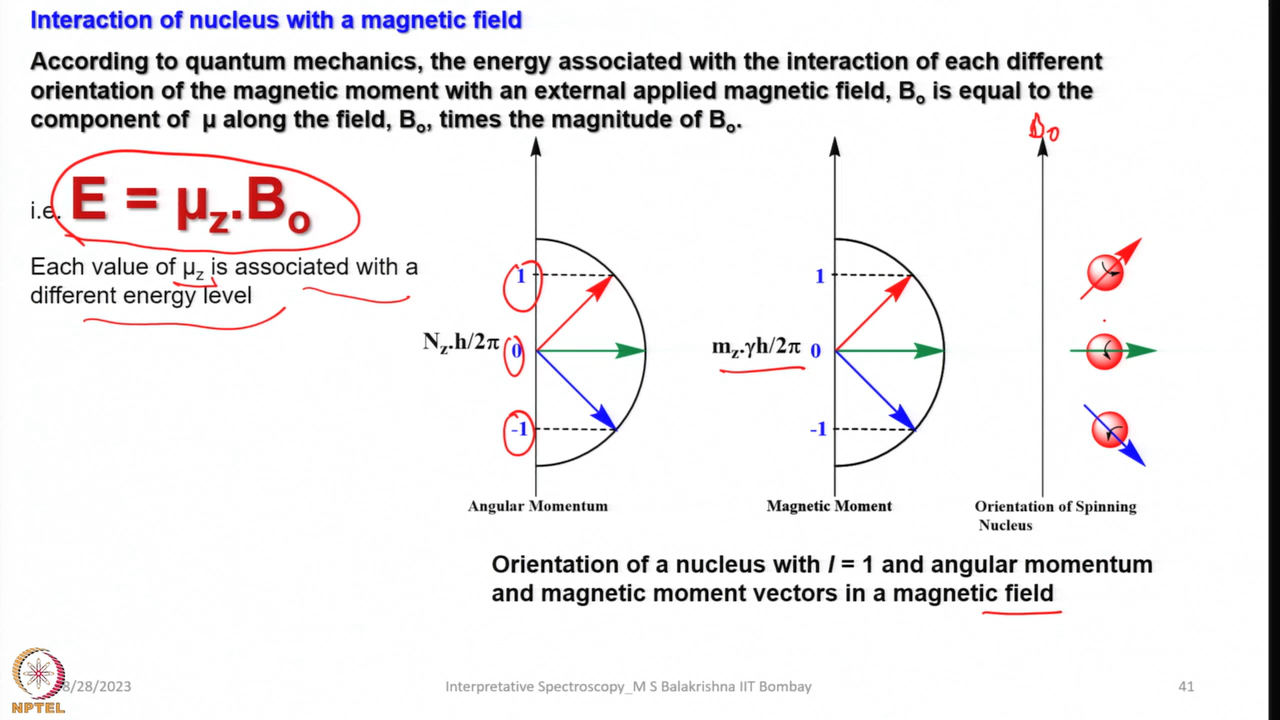 Interaction of nucleus with a magnetic field
According to quantum mechanics, the energy associated with the interaction of each different
orientation of the magnetic moment with an external applied magnetic field, Bo is equal to the
component of μ along the field, Bo, times the magnitude of Bo.
B0
i.e. E = μz.Bo
Each value of μz is associated with a
different energy level
1
Nz.h/2π 0
-1
Angular Momentum
1
mz.γh/2π 0
-1
Magnetic Moment
Orientation of Spinning
Nucleus
Orientation of a nucleus with I = 1 and angular momentum
and magnetic moment vectors in a magnetic field
8/28/2023
Interpretative Spectroscopy_M S Balakrishna IIT Bombay
41
NPTEL